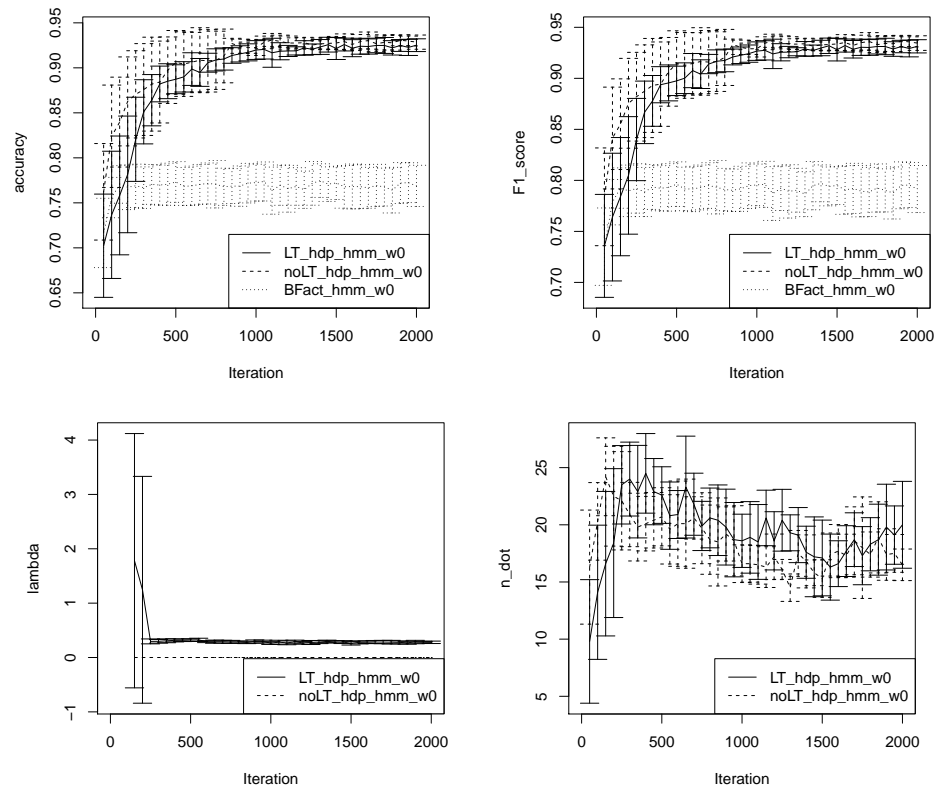 accuracy
0.65
0.70
0.75
0.80
0.85
0.90
0.95
LT_hdp_hmm_w0
noLT_hdp_hmm_w0
BFact_hmm_w0
0
500
1000
1500
2000
Iteration
F1_score
0.70
0.75
0.80
0.85
0.90
0.95
LT_hdp_hmm_w0
noLT_hdp_hmm_w0
BFact_hmm_w0
0
500
1000
1500
2000
Iteration
lambda
−1
0
1
2
3
4
LT_hdp_hmm_w0
noLT_hdp_hmm_w0
0
500
1000
1500
2000
Iteration
n_dot
5
10
15
20
25
LT_hdp_hmm_w0
noLT_hdp_hmm_w0
0
500
1000
1500
2000
Iteration